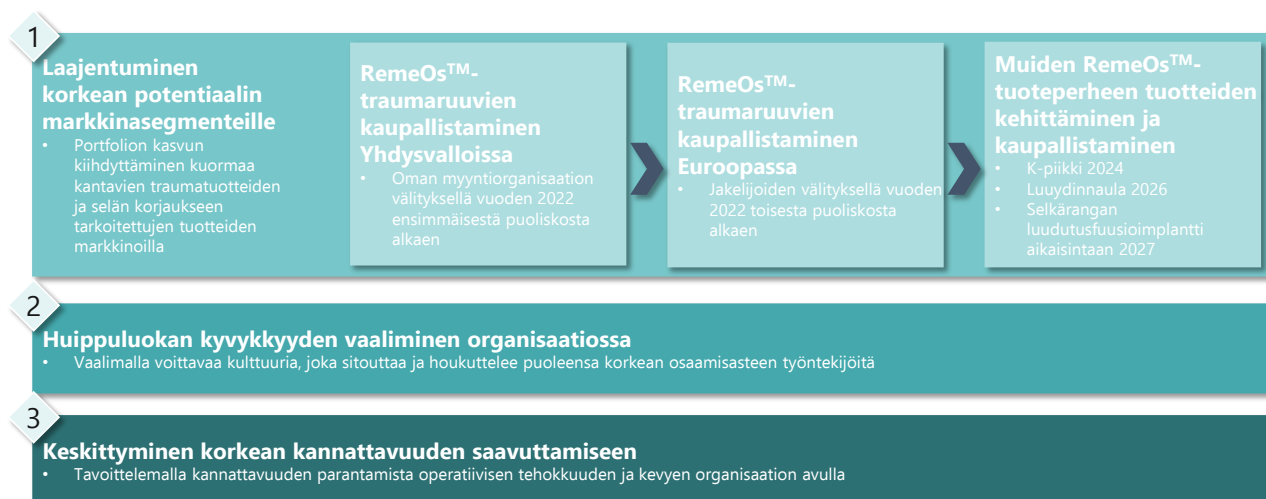 1
Laajentuminen
korkean potentiaalin
markkinasegmenteille
• Portfolion kasvun
kiihdyttäminen kuormaa
kantavien traumatuotteiden
ja selän korjaukseen
tarkoitettujen tuotteiden
markkinoilla
RemeOs™-
traumaruuvien
kaupallistaminen
Yhdysvalloissa
• Oman myyntiorganisaation
välityksellä vuoden 2022
ensimmäisestä puoliskosta
alkaen
RemeOs™-
traumaruuvien
kaupallistaminen
Euroopassa
• Jakelijoiden välityksellä vuoden
2022 toisesta puoliskosta
alkaen
Muiden RemeOs™-
tuoteperheen tuotteiden
kehittäminen ja
kaupallistaminen
• K-piikki 2024
• Luuydinnaula 2026
• Selkärangan
luudutusfuusioimplantti
aikaisintaan 2027
2
Huippuluokan kyvykkyyden vaaliminen organisaatiossa
• Vaalimalla voittavaa kulttuuria, joka sitouttaa ja houkuttelee puoleensa korkean osaamisasteen työntekijöitä
3
Keskittyminen korkean kannattavuuden saavuttamiseen
• Tavoittelemalla kannattavuuden parantamista operatiivisen tehokkuuden ja kevyen organisaation avulla